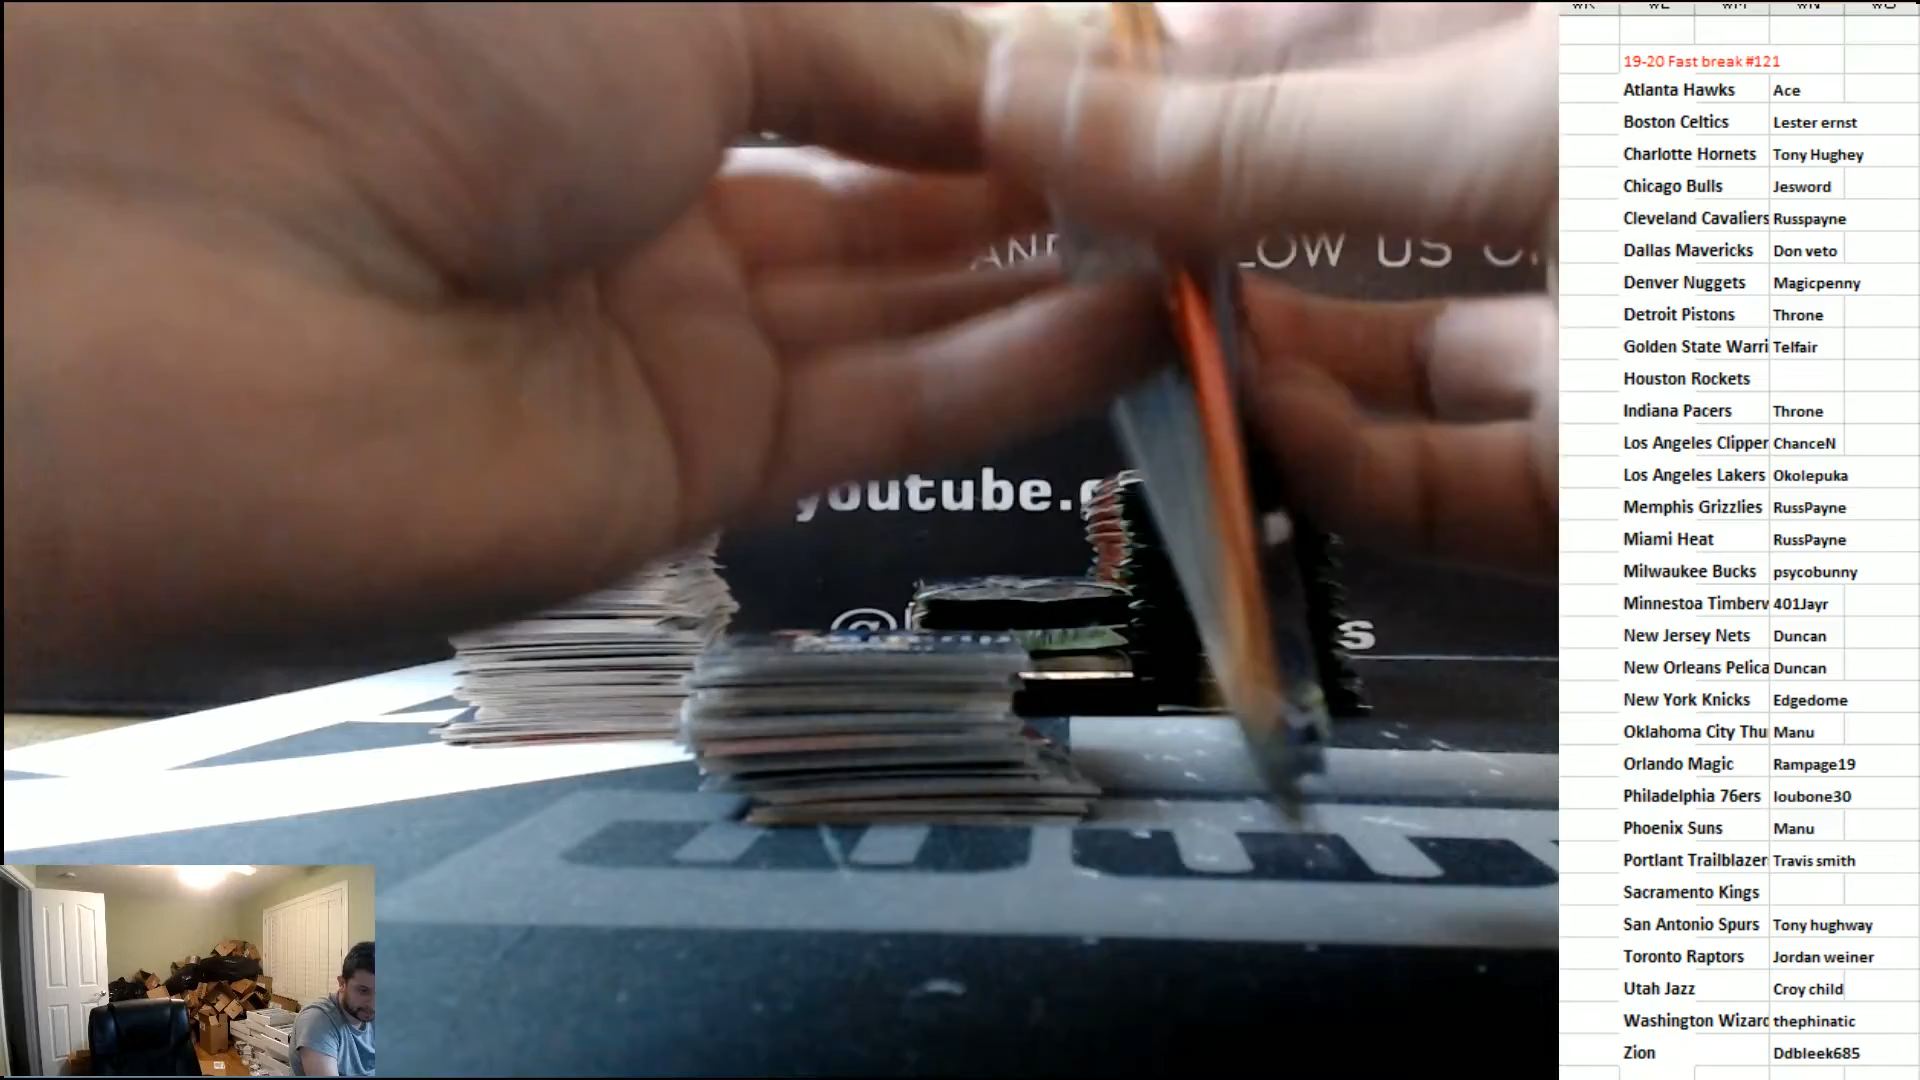 19-20 Fast break #121
Atlanta Hawks Ace
Boston Celtics Lester ernst
Charlotte Hornets Tony Hughey
Chicago Bulls Jesword
Cleveland Cavaliers Russpayne
Dallas Mavericks Don veto
Denver Nuggets Magicpenny
Detroit Pistons Throne
Golden State Warri Telfair
Houston Rockets
Indiana Pacers Throne
Los Angeles Clipper ChanceN
Los Angeles Lakers Okolepuka
Memphis Grizzlies RussPayne
Miami Heat RussPayne
Milwaukee Bucks psycobunny
Minnestoa Timberw 401Jayr
New Jersey Nets Duncan
New Orleans Pelica Duncan
New York Knicks Edgedome
Oklahoma City Thu Manu
Orlando Magic Rampage19
Philadelphia 76ers loubone30
Phoenix Suns Manu
Portlant Trailblazer Travis smith
Sacramento Kings
San Antonio Spurs Tony hughway
Toronto Raptors Jordan weiner
Utah Jazz Croy child
Washington Wizard thephinatic
Zion Ddbleek685
US
youtube.